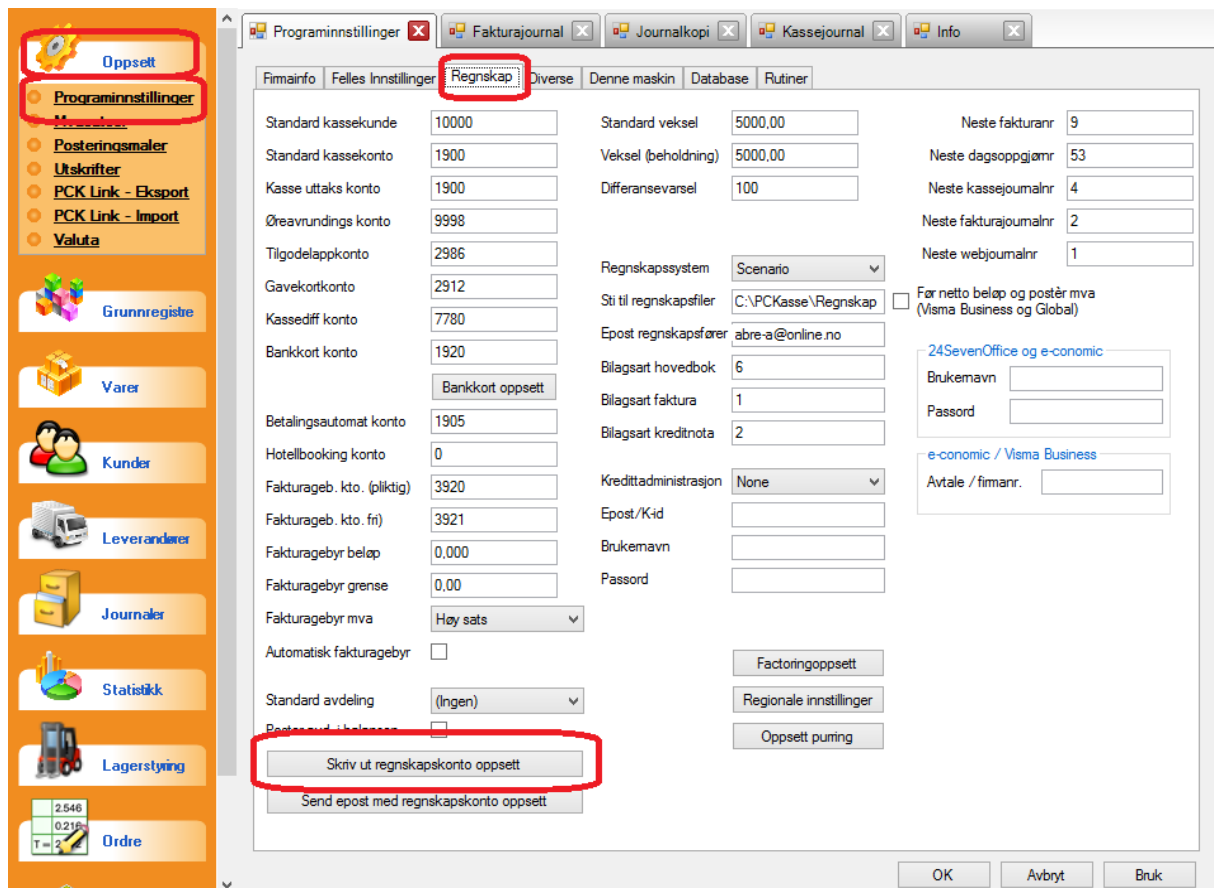 Programinnstillinger
Fakturajournal
Journalkopi
Kassejournal
Info
Oppsett
Programinnstillinger
Posteringsmaler
Utskrifter
PCK Link - Eksport
PCK Link - Import
Valuta
Grunnregistre
Varer
Kunder
Leverandører
Journaler
Statistikk
Lagerstyring
2.546
0.216
T=
Ordre
Firmainfo
Felles Innstillinger
Regnskap
Diverse
Denne maskin
Database
Rutiner
Standard kassekunde 10000
Standard kassekonto 1900
Kasse uttaks konto 1900
Øreavrundings konto 9998
Tilgodelappkonto 2986
Gavekortkonto 2912
Kassediff konto 7780
Bankkort konto 1920
Bankkort oppsett
Betalingsautomat konto 1905
Hotellbooking konto 0
Fakturageb. kto. (pliktig) 3920
Fakturageb. kto. fri) 3921
Fakturagebyr beløp 0,000
Fakturagebyr grense 0,00
Fakturagebyr mva Høy sats
Automatisk fakturagebyr
Standard avdeling (Ingen)
Skriv ut regnskapskonto oppsett
Send epost med regnskapskonto oppsett
Standard veksel 5000,00
Veksel (beholdning) 5000,00
Differansevarsel 100
Regnskapssystem Scenario
Sti til regnskapsfiler C:\PCKasse\Regnskap
Epost regnskapsfører abre-a@online.no
Bilagsart hovedbok 6
Bilagsart faktura 1
Bilagsart kreditnota 2
Kredittadministrasjon None
Epost/K-id
Brukernavn
Passord
Factoringoppsett
Regionale innstillinger
Oppsett purring
Neste fakturanr 9
Neste dagsoppgjørnr 53
Neste kassejournalnr 4
Neste fakturajournalnr 2
Neste webjournalnr 1
Før netto beløp og postèr mva
(Visma Business og Global)
24SevenOffice og e-conomic
Brukernavn
Passord
e-conomic / Visma Business
Avtale / firmanr.
OK
Avbryt
Bruk